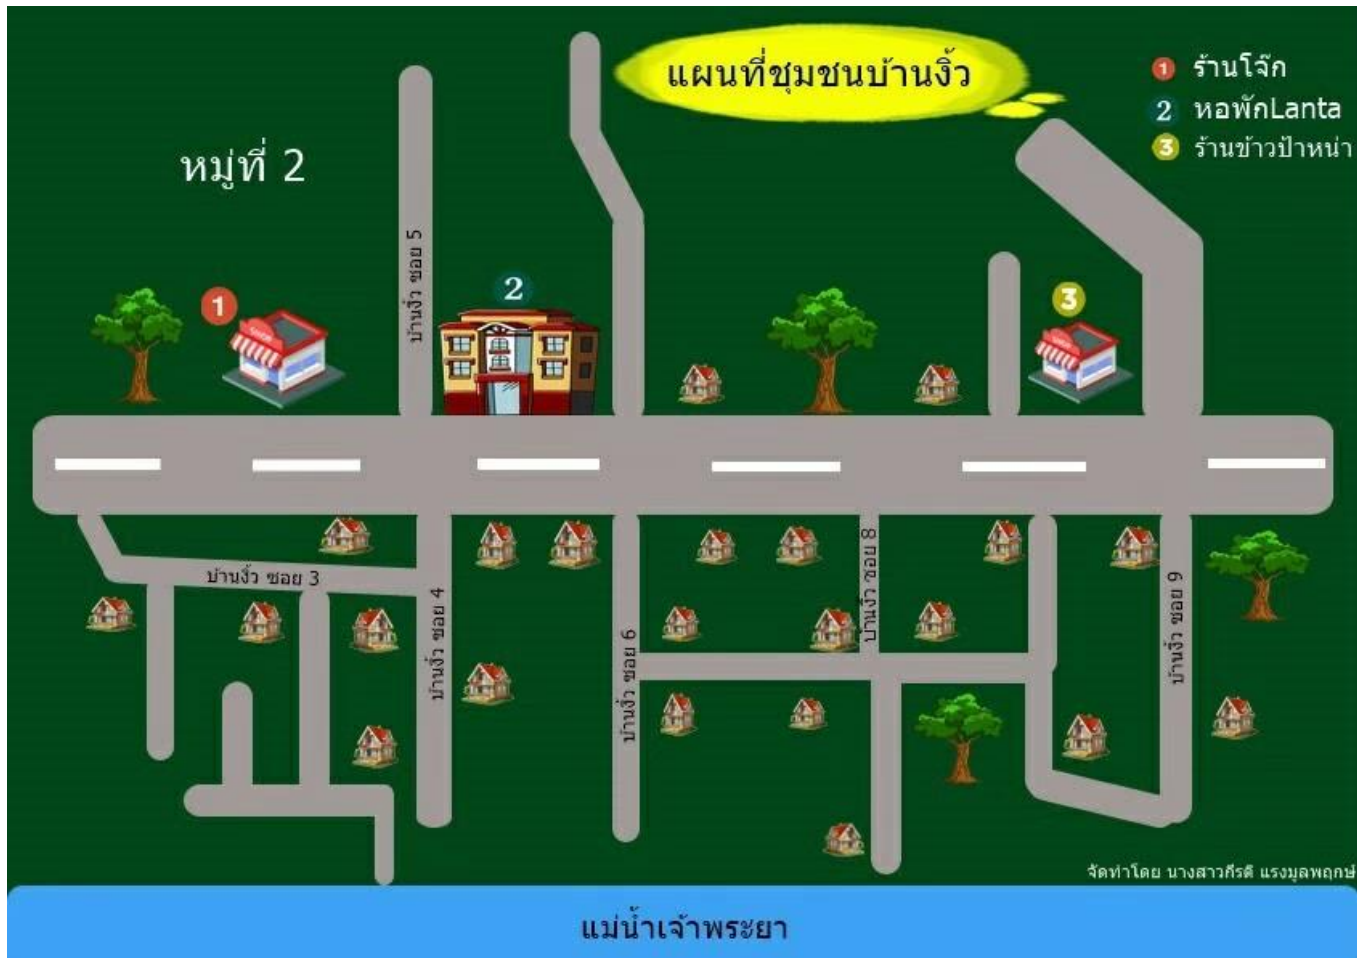 แผนที่ชุมชนบ้านงิ้ว
1 ร้านโจ๊ก
2 หอพักLanta
3 ร้านข้าวป้าหน่า
หมู่ที่ 2
บ้านงิ้ว ซอย 5
1
2
3
บ้านงิ้ว ซอย 3
บ้านงิ้ว ซอย 4
บ้านงิ้ว ซอย 6
บ้านงิ้ว ซอย 8
บ้านงิ้ว ซอย 9
จัดทำโดย นางสาวกีรตี แรงมูลพฤกษ์
แม่น้ำเจ้าพระยา